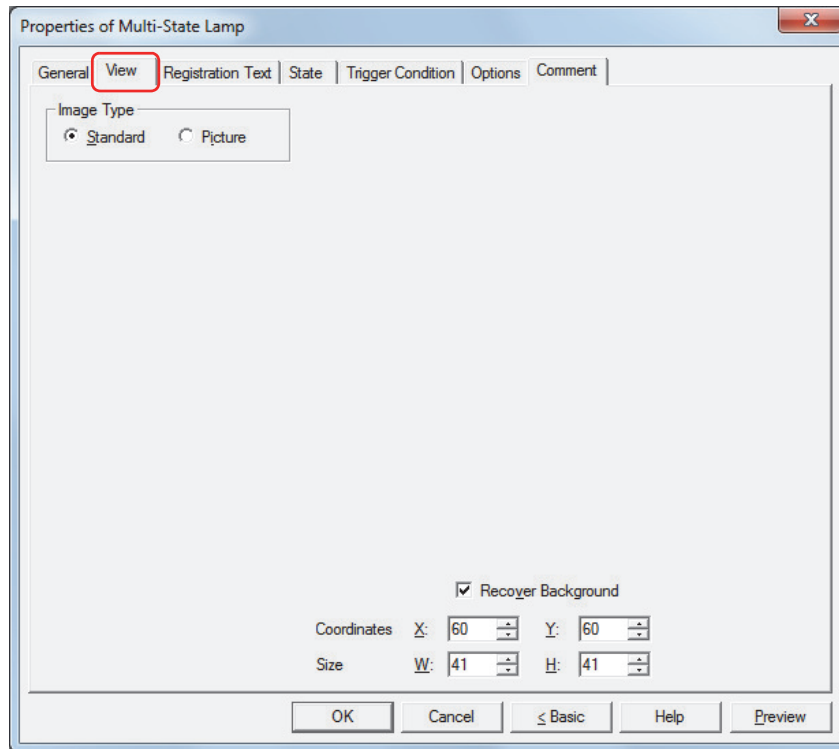 Properties of Multi-State Lamp
General View Registration Text State Trigger Condition Options Comment
Image Type
Standard Picture
Recover Background
Coordinates X: 60 Y: 60
Size W: 41 H: 41
OK Cancel < Basic Help Preview